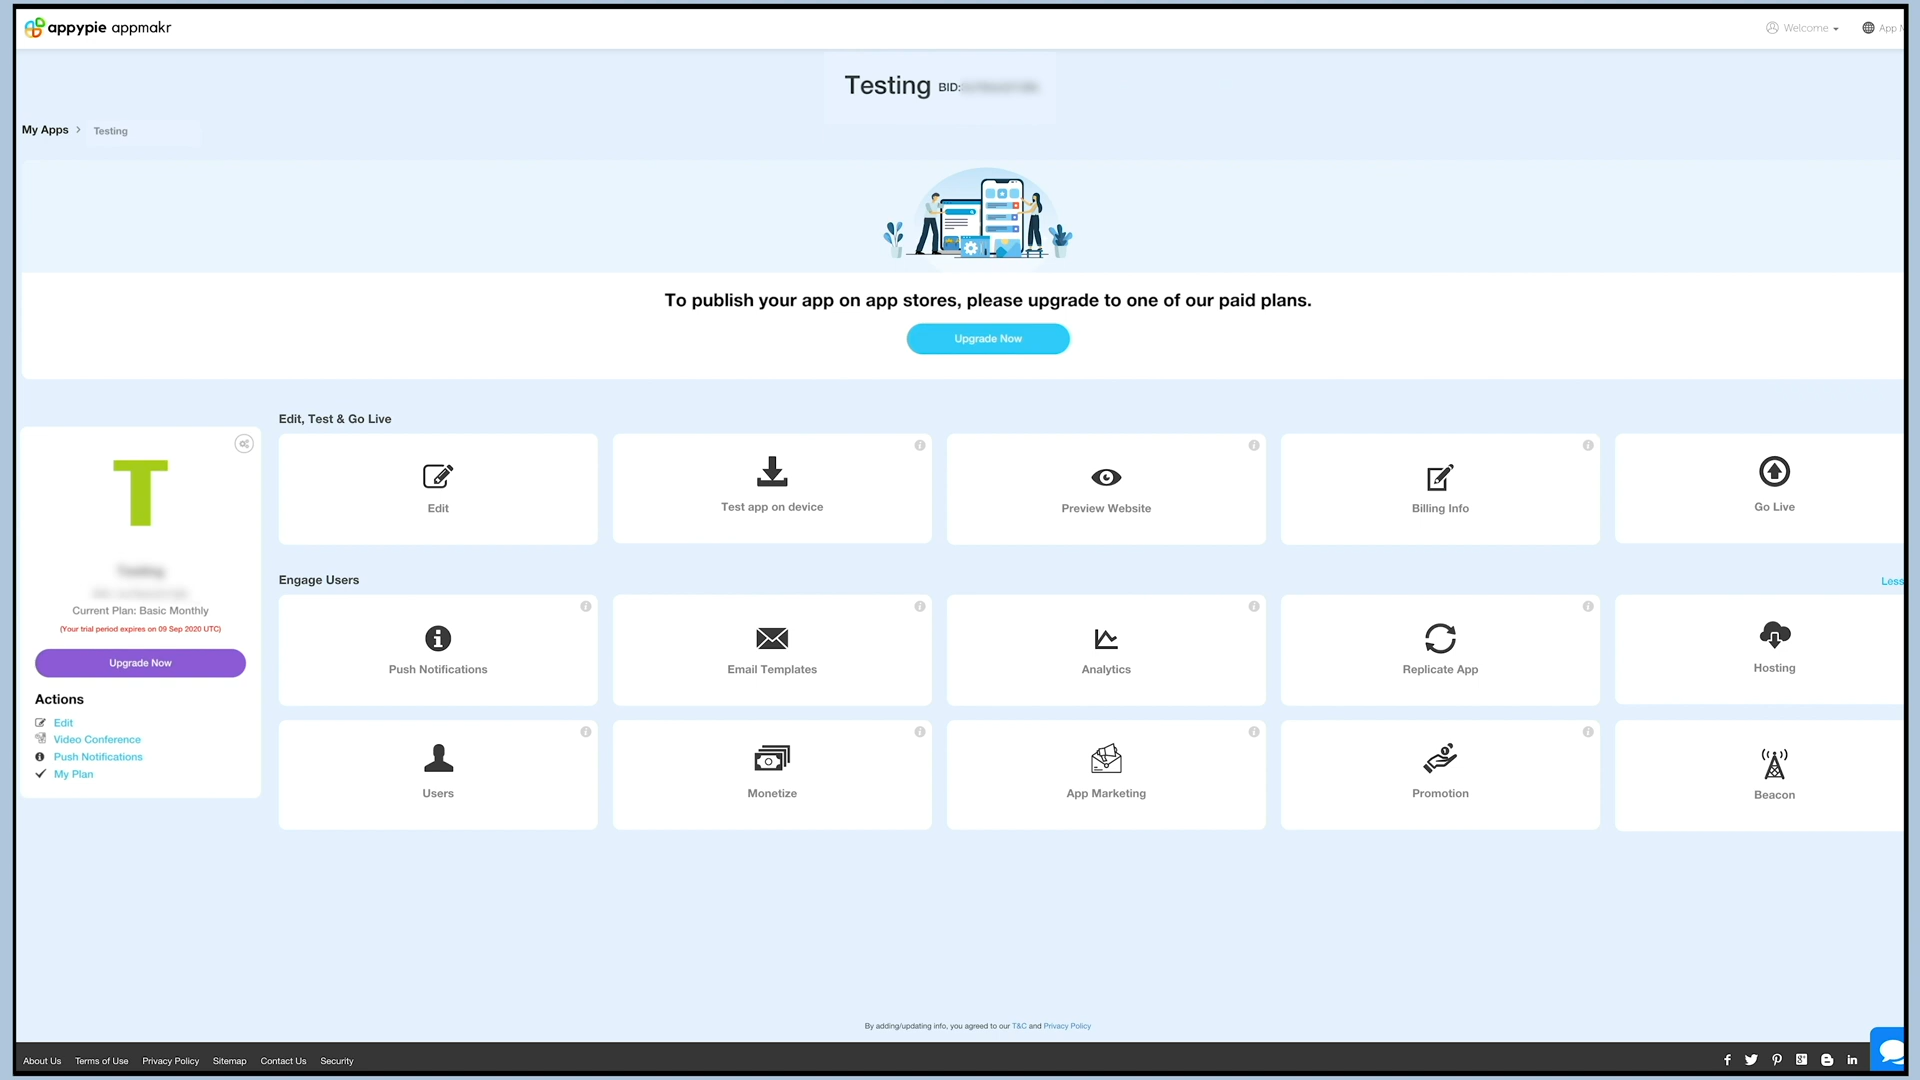 appypie appmakr
Welcome
App
Testing BID:
My Apps > Testing
To publish your app on app stores, please upgrade to one of our paid plans.
Upgrade Now
Edit, Test & Go Live
Edit
Test app on device
Preview Website
Billing Info
Go Live
T
Testing
Current Plan: Basic Monthly
(Your trial period expires on 09 Sep 2020 UTC)
Upgrade Now
Actions
Edit
Video Conference
Push Notifications
My Plan
Engage Users
Less
Push Notifications
Email Templates
Analytics
Replicate App
Hosting
Users
Monetize
App Marketing
Promotion
Beacon
By adding/updating info, you agreed to our T&C and Privacy Policy
About Us Terms of Use Privacy Policy Sitemap Contact Us Security